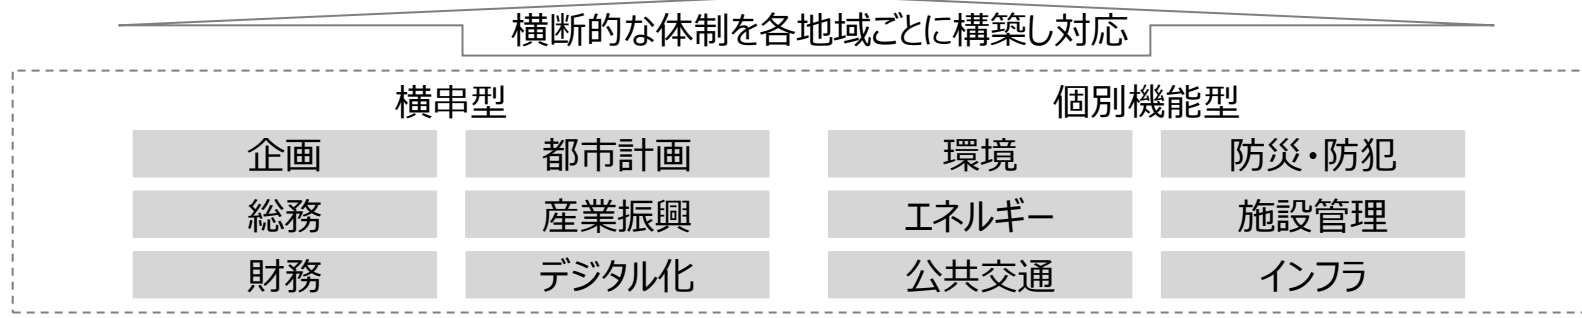 横断的な体制を各地域ごとに構築し対応
横串型 個別機能型
企画 都市計画 環境 防災・防犯
総務 産業振興 エネルギー 施設管理
財務 デジタル化 公共交通 インフラ